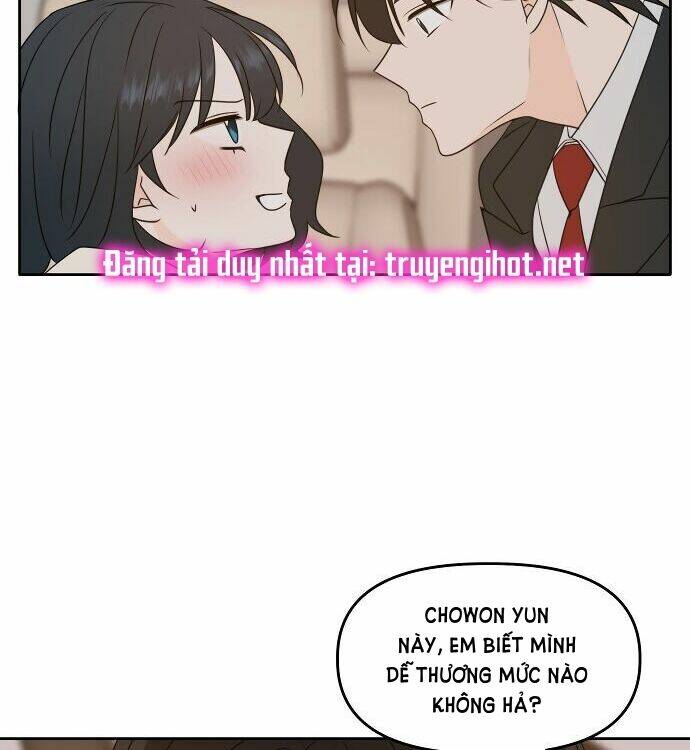 Đăng tải duy nhất tại: truyengihot.net
CHOWON YUN
NÀY, EM BIẾT MÌNH
DỄ THƯƠNG MỨC NÀO
KHÔNG HẢ?